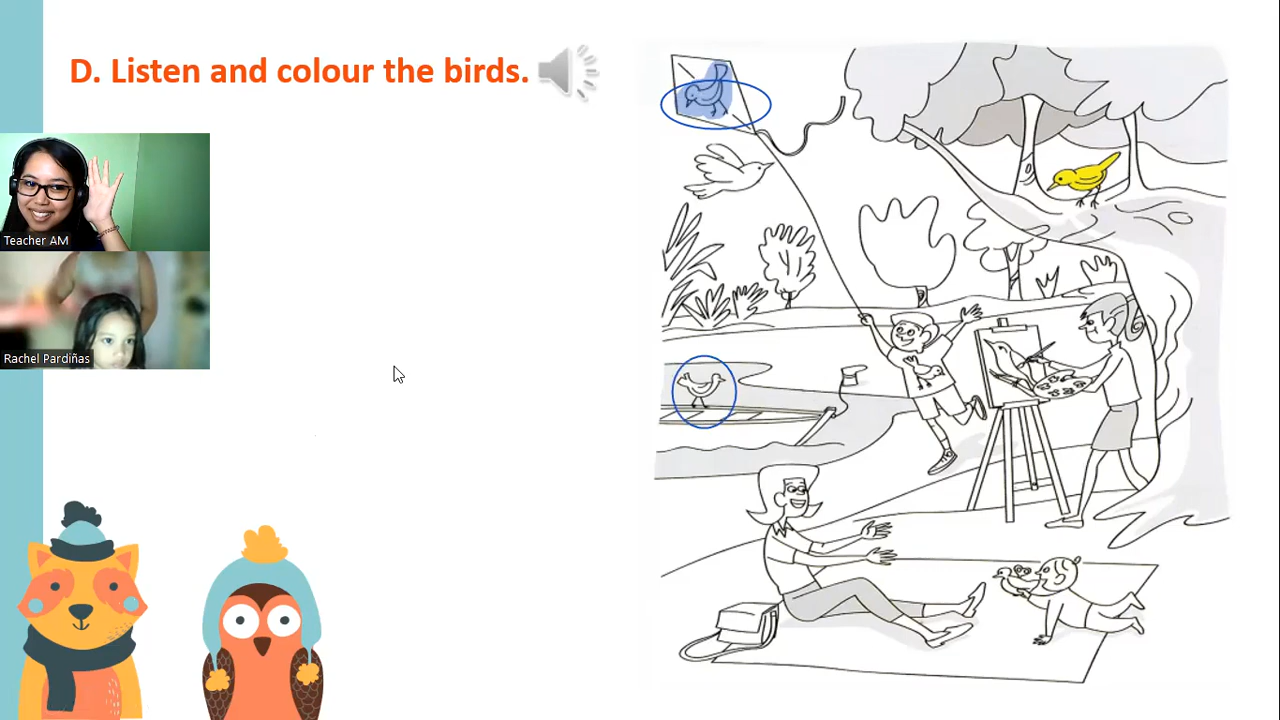 D. Listen and colour the birds.
Teacher AM
Rachel Pardiñas